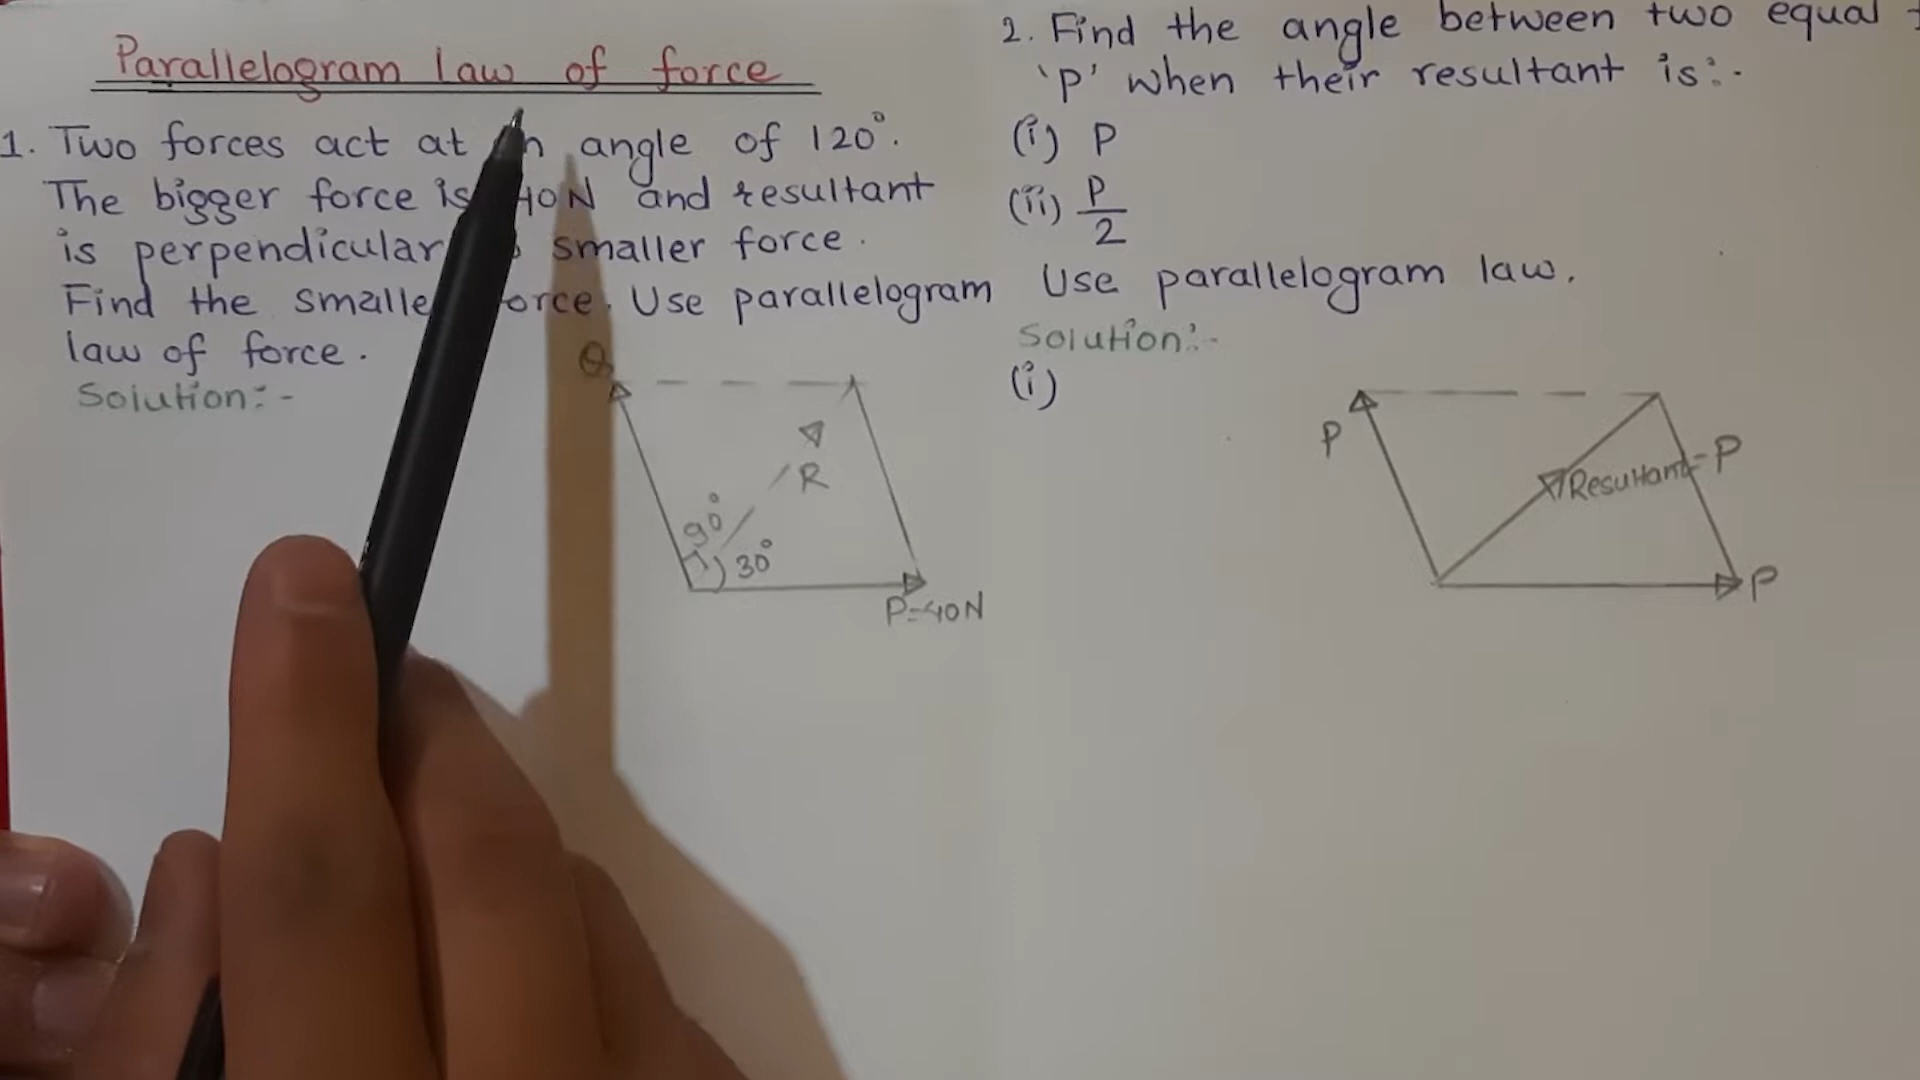 Parallelogram law of force
1. Two forces act at angle of 120°.
The bigger force is 40N and resultant
is perpendicular smaller force.
Find the Use parallelogram
law of force.
Solution:-
Q
R
90°
30°
P=40N
2. Find the angle between two equal
'P' when their resultant is:-
(i) P
(ii) P
2
Use parallelogram law.
Solution:-
(i)
P
Resultant=P
P